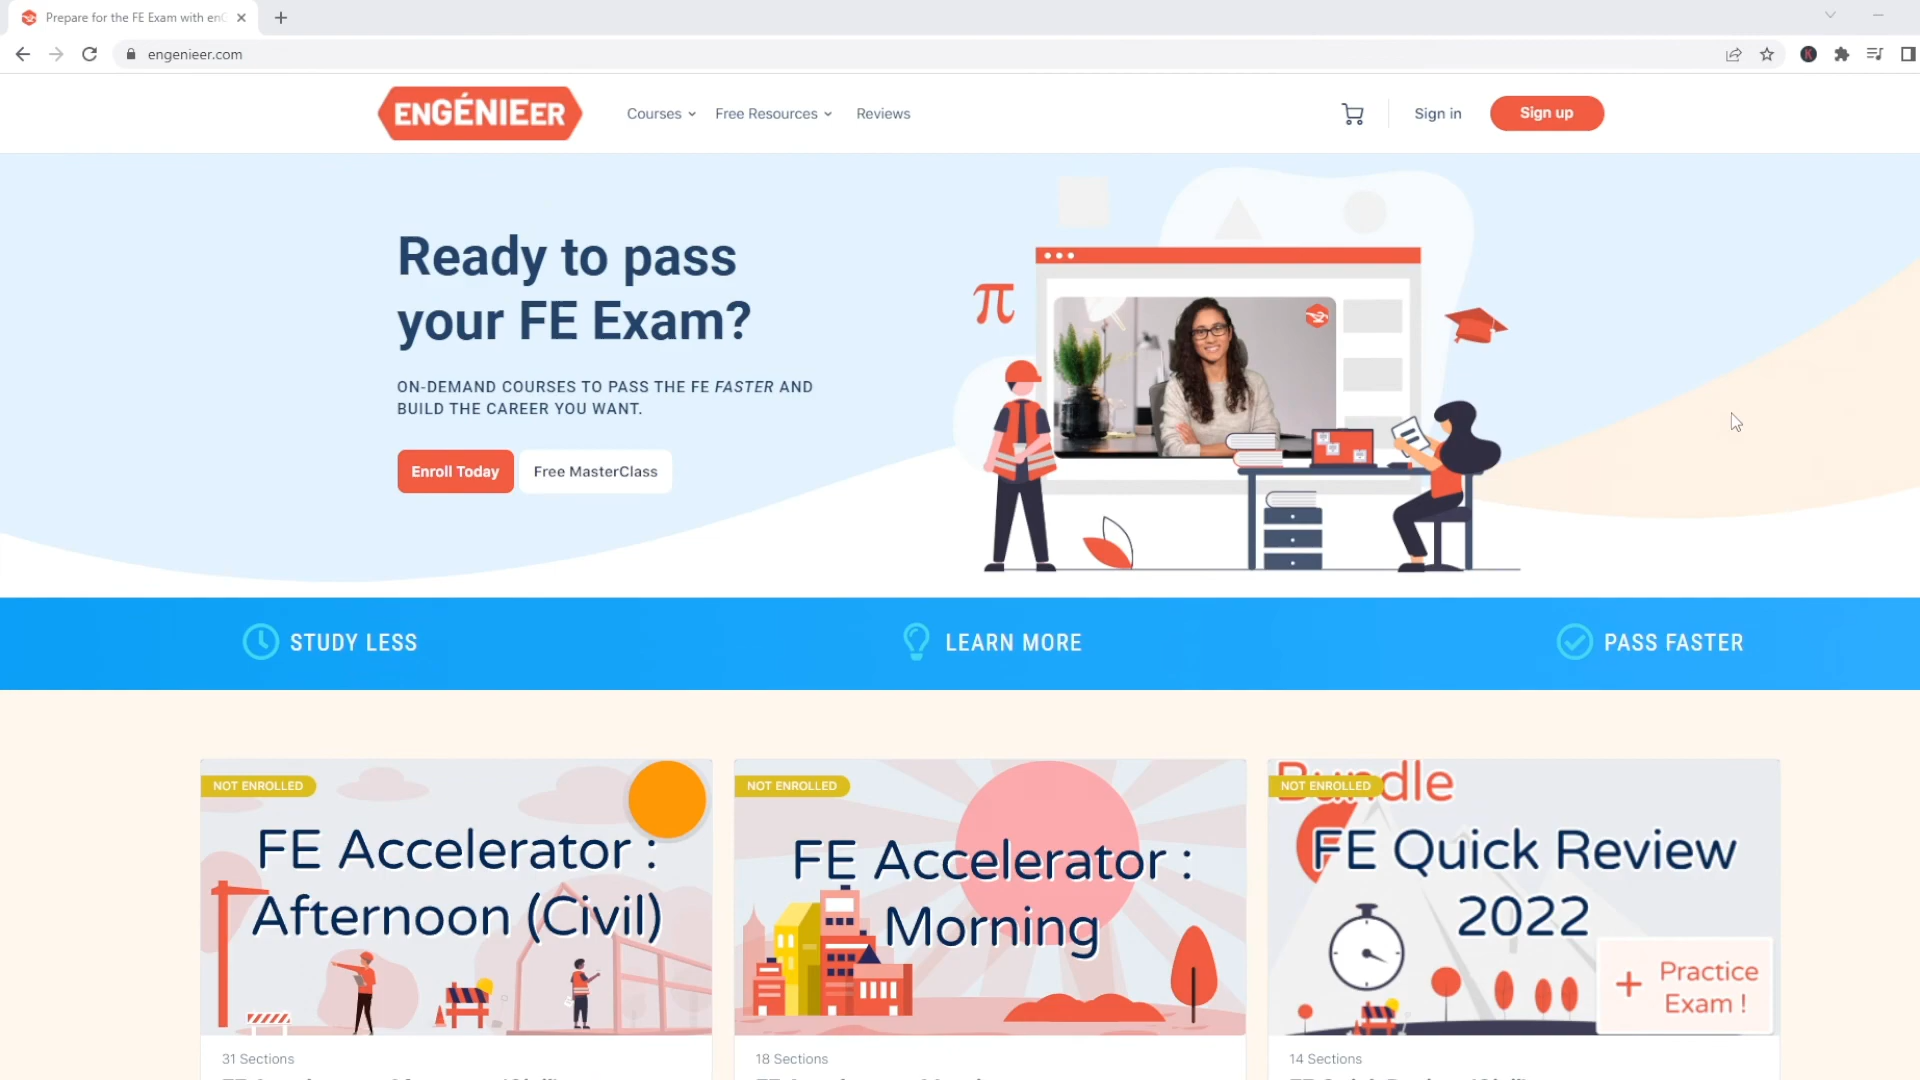 Prepare for the FE Exam with en
engenieer.com
ENGÉNIEER
Courses
Free Resources
Reviews
Sign in
Sign up
Ready to pass
your FE Exam?
ON-DEMAND COURSES TO PASS THE FE FASTER AND
BUILD THE CAREER YOU WANT.
Enroll Today
Free MasterClass
π
STUDY LESS
LEARN MORE
PASS FASTER
NOT ENROLLED
FE Accelerator :
Afternoon (Civil)
31 Sections
NOT ENROLLED
FE Accelerator :
Morning
18 Sections
Bundle
NOT ENROLLED
FE Quick Review
2022
+ Practice
Exam !
14 Sections